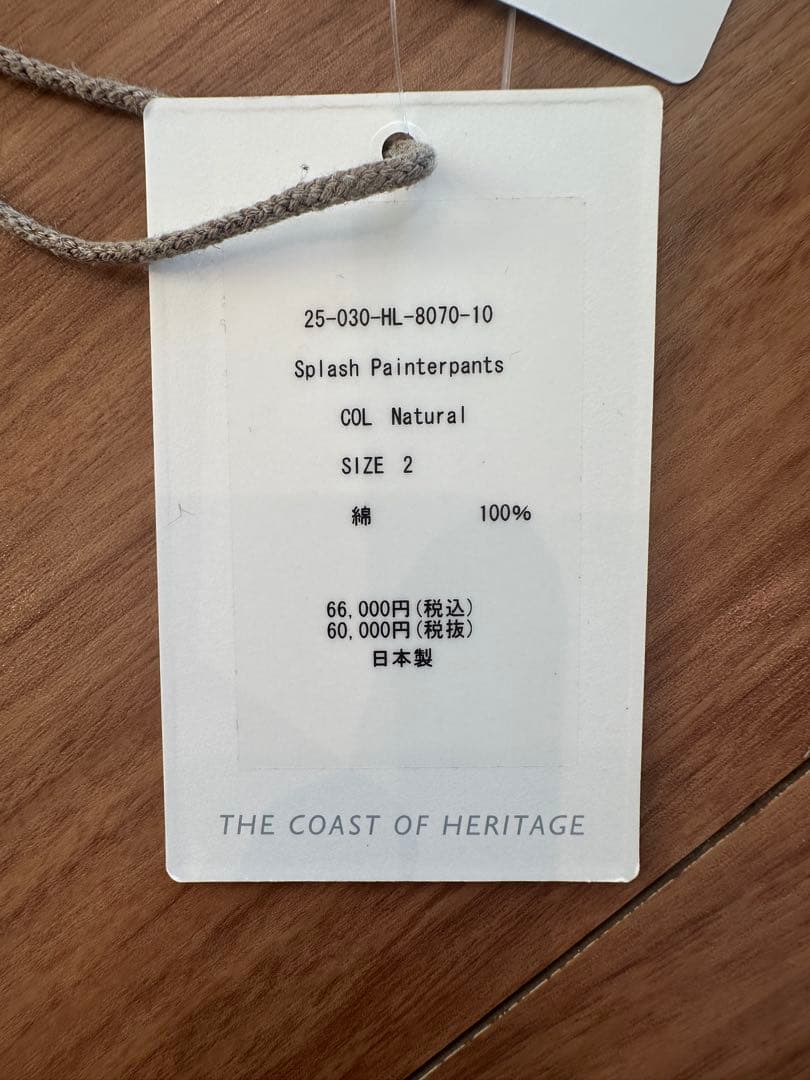 25-030-HL-8070-10
Splash Painterpants
COL Natural
SIZE 2
綿 100%
66,000円(税込)
60,000円(税抜)
日本製
THE COAST OF HERITAGE